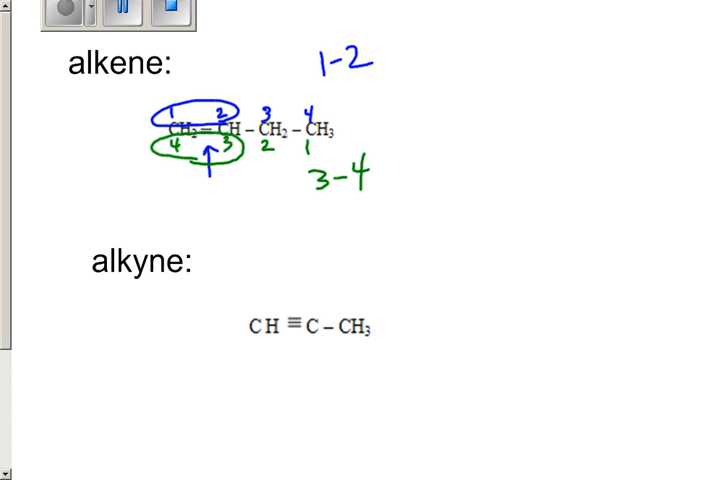 alkene:
1-2
1 2 3 4
CH₂ = CH – CH₂ – CH₃
4 3 2 1
3-4
alkyne:
CH ≡ C – CH₃